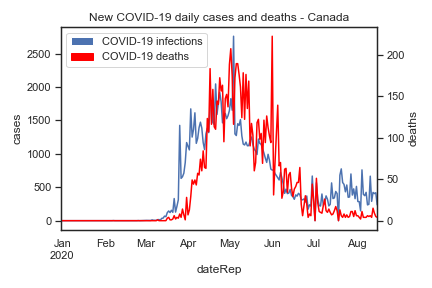 New COVID-19 daily cases and deaths - Canada
COVID-19 infections
COVID-19 deaths
2500
2000
1500
1000
500
0
cases
200
150
100
50
0
deaths
Jan Feb Mar Apr May Jun Jul Aug
2020
dateRep